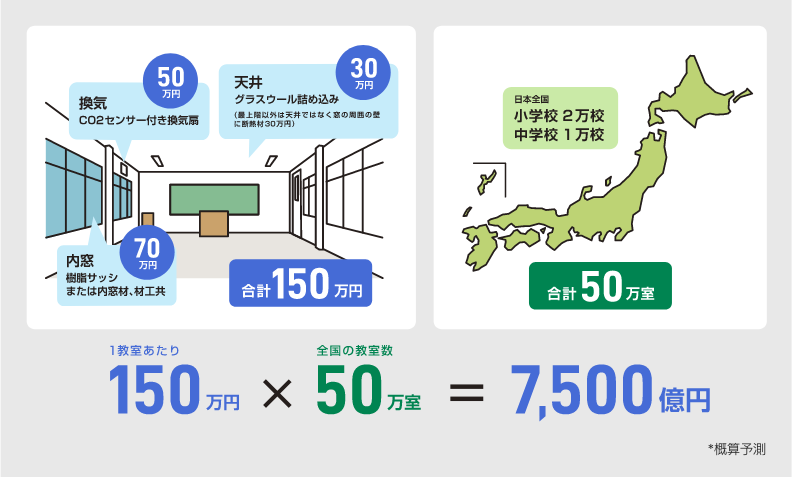 換気
CO2センサー付き換気扇
50
万円
天井
グラスウール詰め込み
(最上階以外は天井ではなく窓の周囲の壁
に断熱材30万円)
30
万円
内窓
樹脂サッシ
または内窓材、材工共
70
万円
合計150万円
日本全国
小学校 2万校
中学校 1万校
合計50万室
1教室あたり
150万円
×
全国の教室数
50万室
=
7,500億円
*概算予測